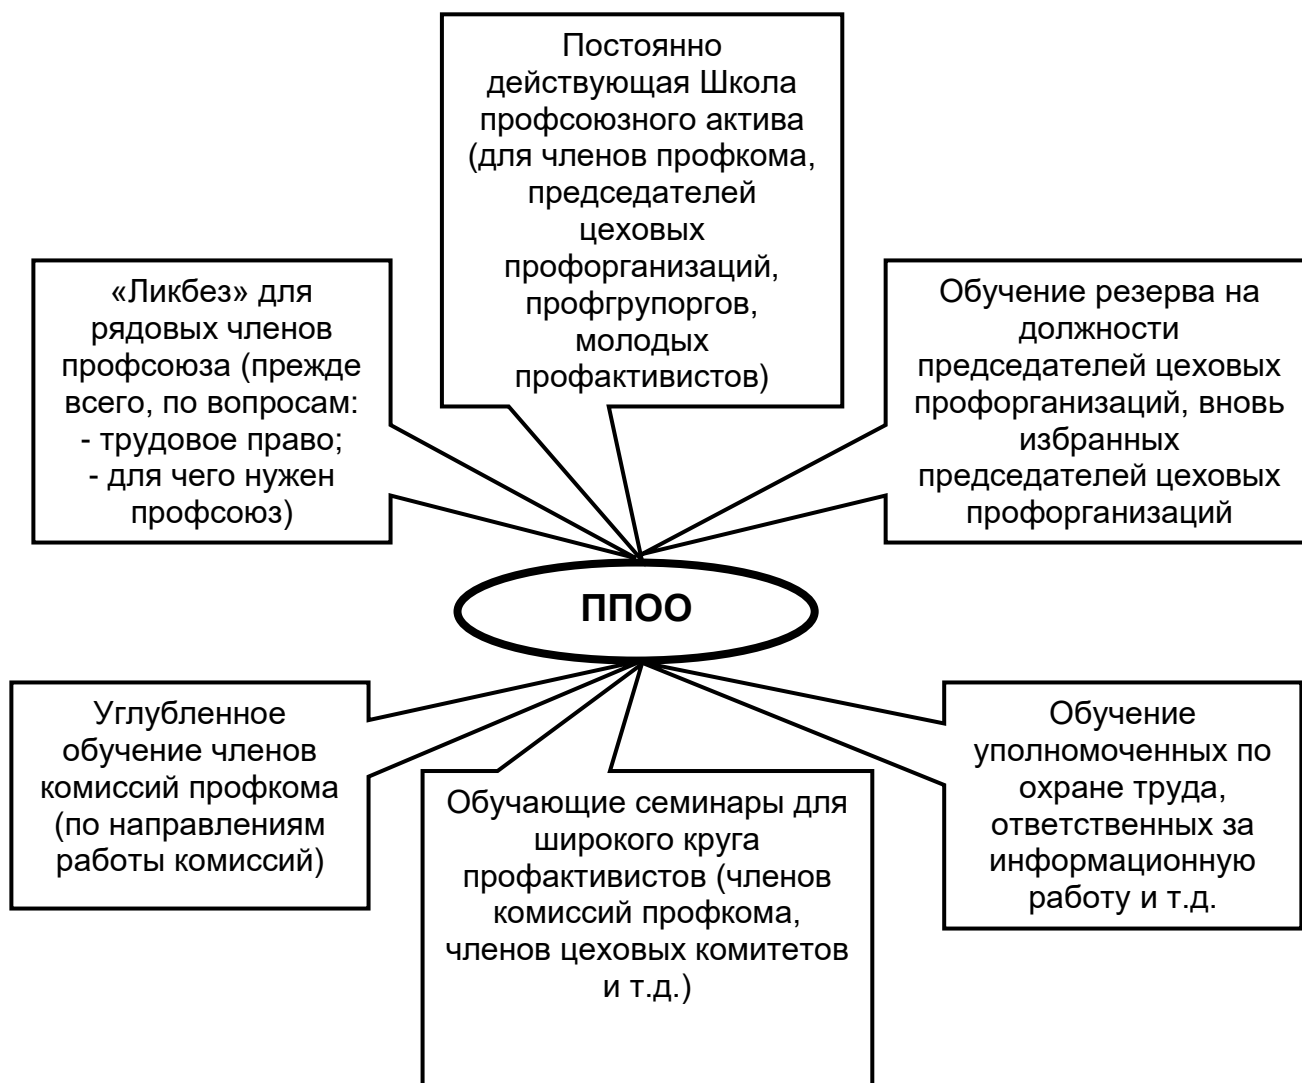 Постоянно
действующая Школа
профсоюзного актива
(для членов профкома,
председателей
цеховых
профорганизаций,
профгрупоргов,
молодых
профактивистов)
«Ликбез» для
рядовых членов
профсоюза (прежде
всего, по вопросам:
- трудовое право;
- для чего нужен
профсоюз)
Обучение резерва на
должности
председателей цеховых
профорганизаций, вновь
избранных
председателей цеховых
профорганизаций
ППОО
Углубленное
обучение членов
комиссий профкома
(по направлениям
работы комиссий)
Обучающие семинары для
широкого круга
профактивистов (членов
комиссий профкома,
членов цеховых комитетов
и т.д.)
Обучение
уполномоченных по
охране труда,
ответственных за
информационную
работу и т.д.